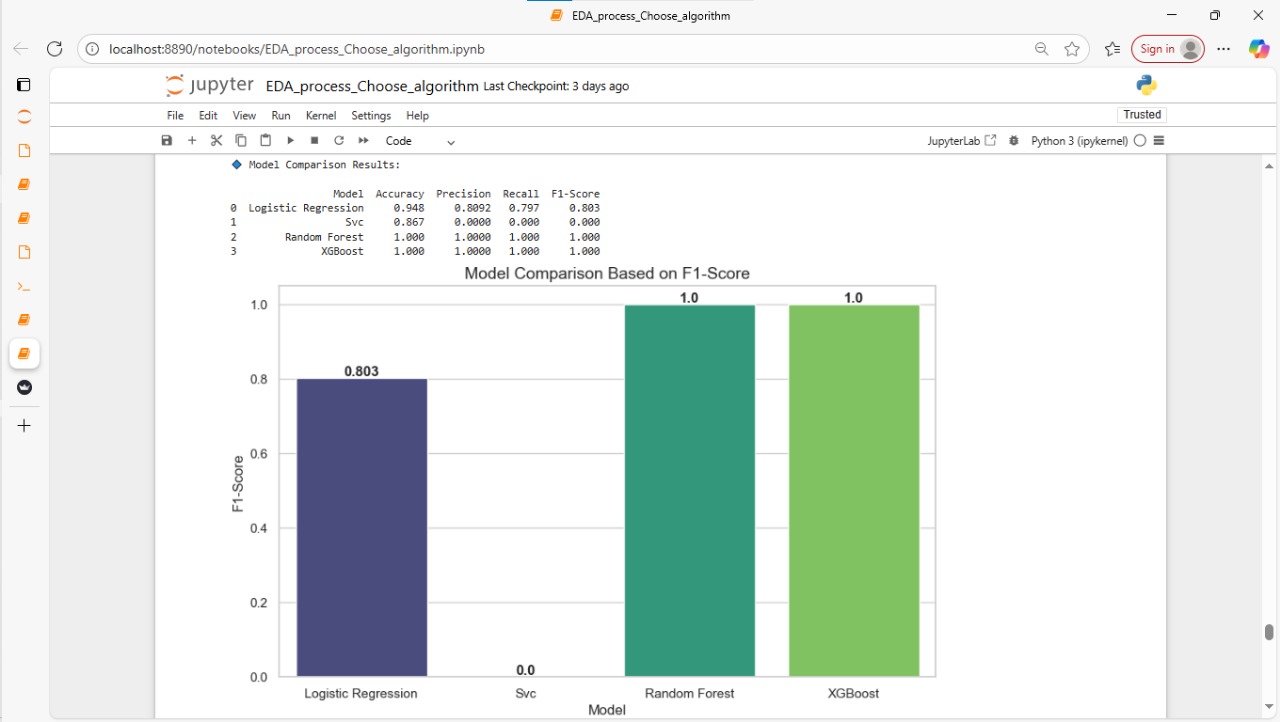 EDA_process_Choose_algorithm
localhost:8890/notebooks/EDA_process_Choose_algorithm.ipynb
Sign in
jupyter EDA_process_Choose_algorithm Last Checkpoint: 3 days ago
File Edit View Run Kernel Settings Help
Trusted
Code
JupyterLab Python 3 (ipykernel)
Model Comparison Results:
Model Accuracy Precision Recall F1-Score
0 Logistic Regression 0.948 0.8092 0.797 0.803
1 Svc 0.867 0.0000 0.000 0.000
2 Random Forest 1.000 1.0000 1.000 1.000
3 XGBoost 1.000 1.0000 1.000 1.000
Model Comparison Based on F1-Score
1.0 1.0
1.0
0.803
0.8
0.6
F1-Score
0.4
0.2
0.0
0.0
Logistic Regression Svc Random Forest XGBoost
Model